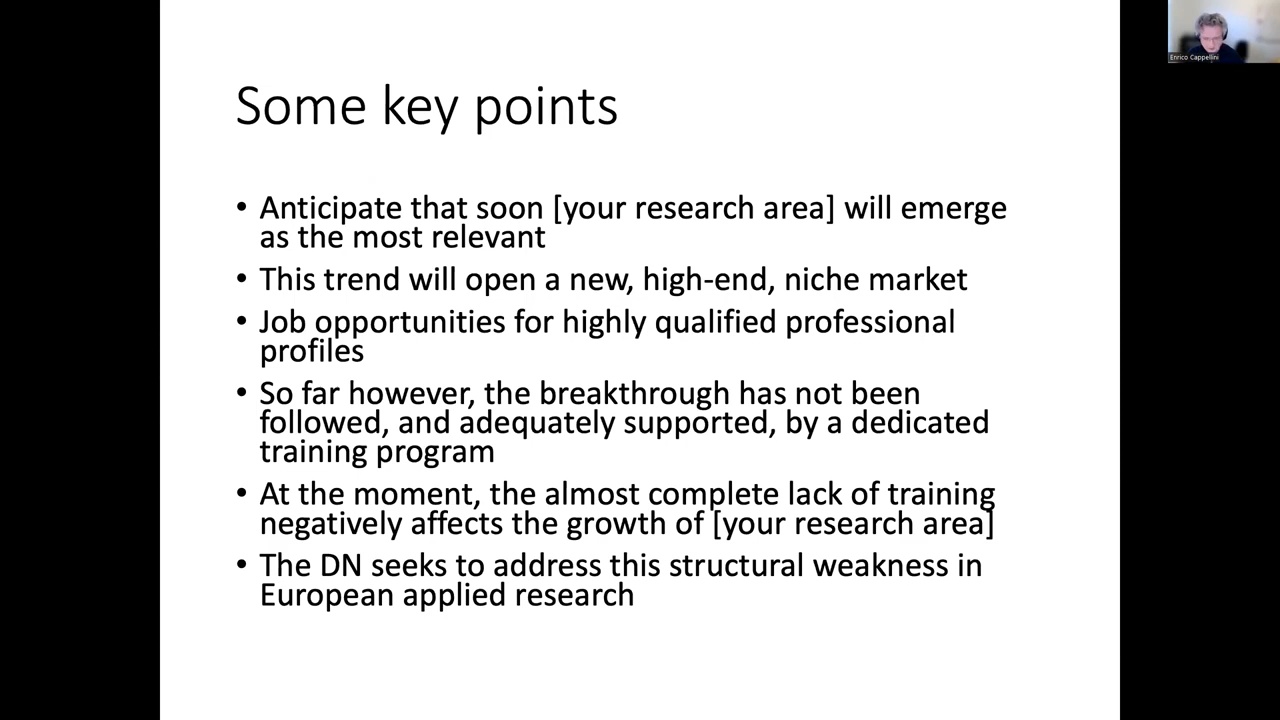 Some key points
• Anticipate that soon [your research area] will emerge
as the most relevant
• This trend will open a new, high-end, niche market
• Job opportunities for highly qualified professional
profiles
• So far however, the breakthrough has not been
followed, and adequately supported, by a dedicated
training program
• At the moment, the almost complete lack of training
negatively affects the growth of [your research area]
• The DN seeks to address this structural weakness in
European applied research
Enrico Cappellini